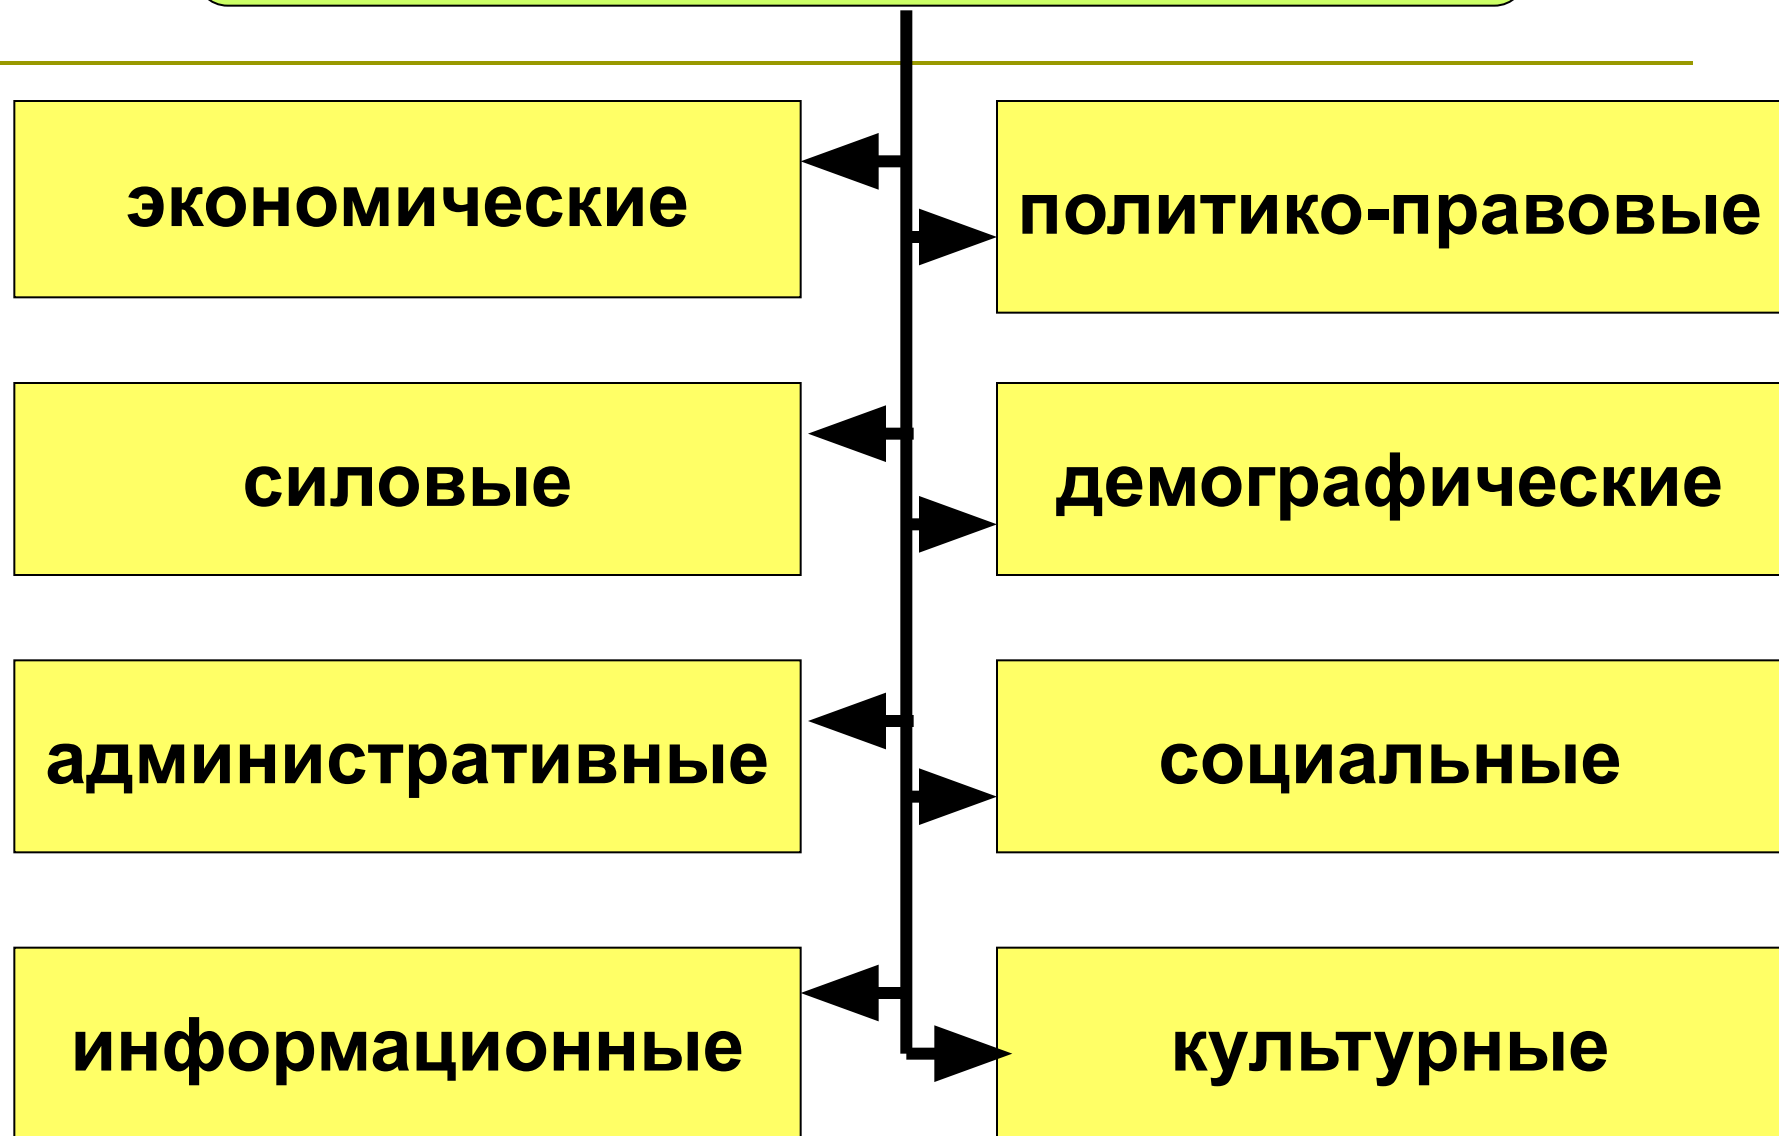 экономические
политико-правовые
силовые
демографические
административные
социальные
информационные
культурные